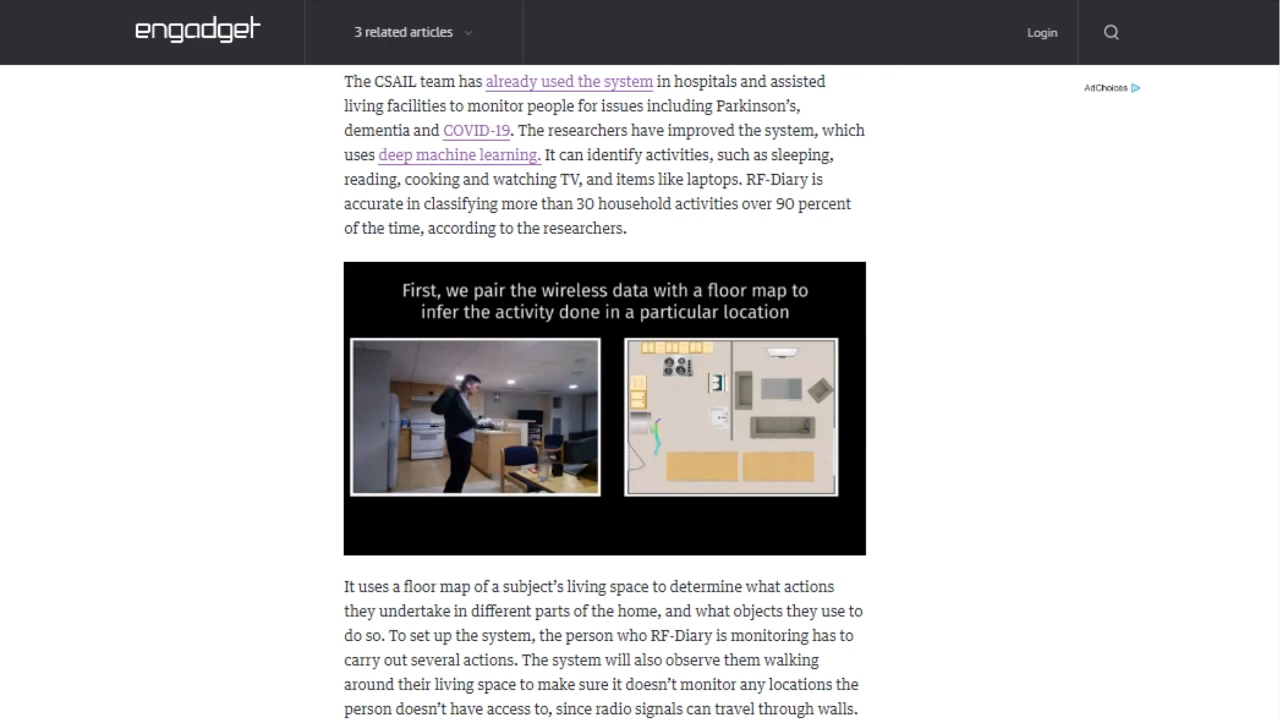 engadget
3 related articles
Login
The CSAIL team has already used the system in hospitals and assisted
living facilities to monitor people for issues including Parkinson’s,
dementia and COVID-19. The researchers have improved the system, which
uses deep machine learning. It can identify activities, such as sleeping,
reading, cooking and watching TV, and items like laptops. RF-Diary is
accurate in classifying more than 30 household activities over 90 percent
of the time, according to the researchers.
AdChoices
First, we pair the wireless data with a floor map to
infer the activity done in a particular location
It uses a floor map of a subject’s living space to determine what actions
they undertake in different parts of the home, and what objects they use to
do so. To set up the system, the person who RF-Diary is monitoring has to
carry out several actions. The system will also observe them walking
around their living space to make sure it doesn’t monitor any locations the
person doesn’t have access to, since radio signals can travel through walls.